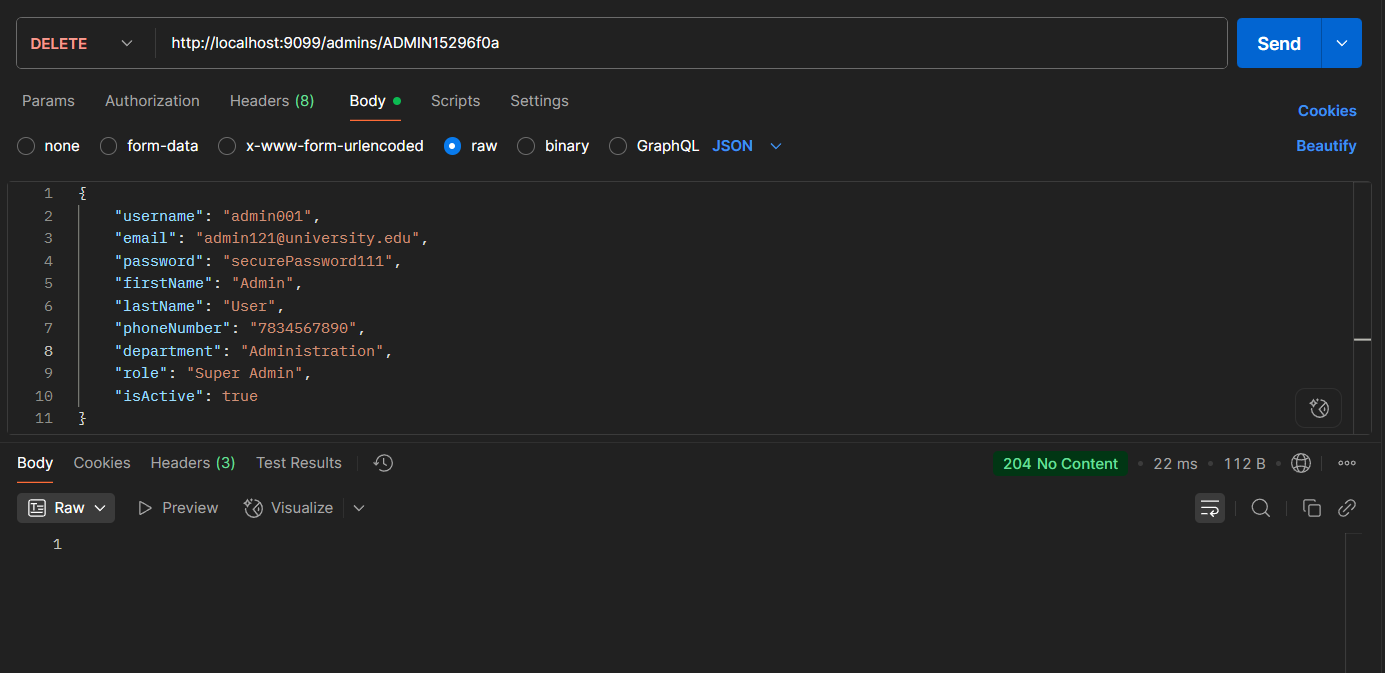 DELETE http://localhost:9099/admins/ADMIN15296f0a Send
Params Authorization Headers (8) Body Scripts Settings Cookies
none form-data x-www-form-urlencoded raw binary GraphQL JSON Beautify
1 {
2 "username": "admin001",
3 "email": "admin121@university.edu",
4 "password": "securePassword111",
5 "firstName": "Admin",
6 "lastName": "User",
7 "phoneNumber": "7834567890",
8 "department": "Administration",
9 "role": "Super Admin",
10 "isActive": true
11 }
Body Cookies Headers (3) Test Results 204 No Content • 22 ms • 112 B •
Raw Preview Visualize
1